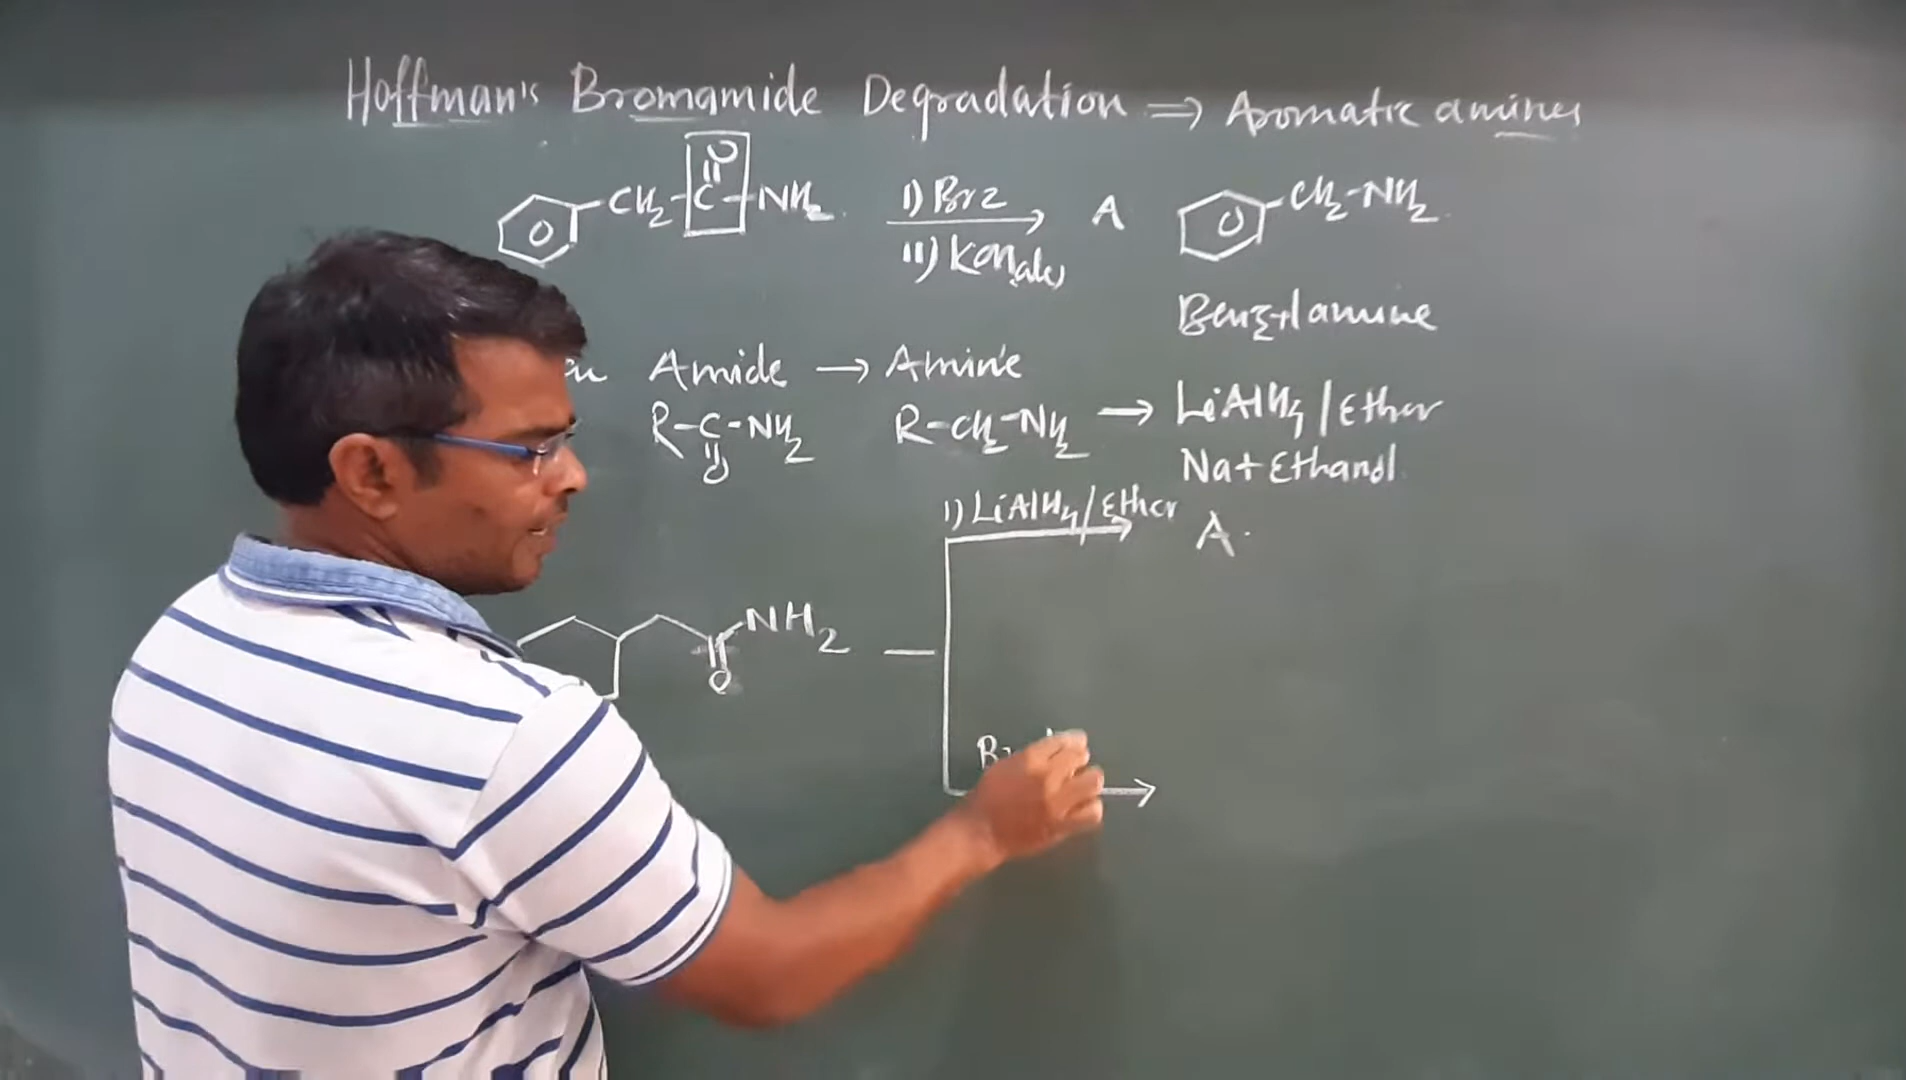 Hoffman's Bromamide Degradation ⇒ Aromatic amines
CH2-C-NH2
O
I) Br2
II) KOH(alc)
A
CH2-NH2
Benzylamine
Amide → Amine
R-C-NH2
O
R-CH2-NH2 → LiAlH4/Ether
Na+Ethanol
1) LiAlH4/Ether
A.
NH2
O